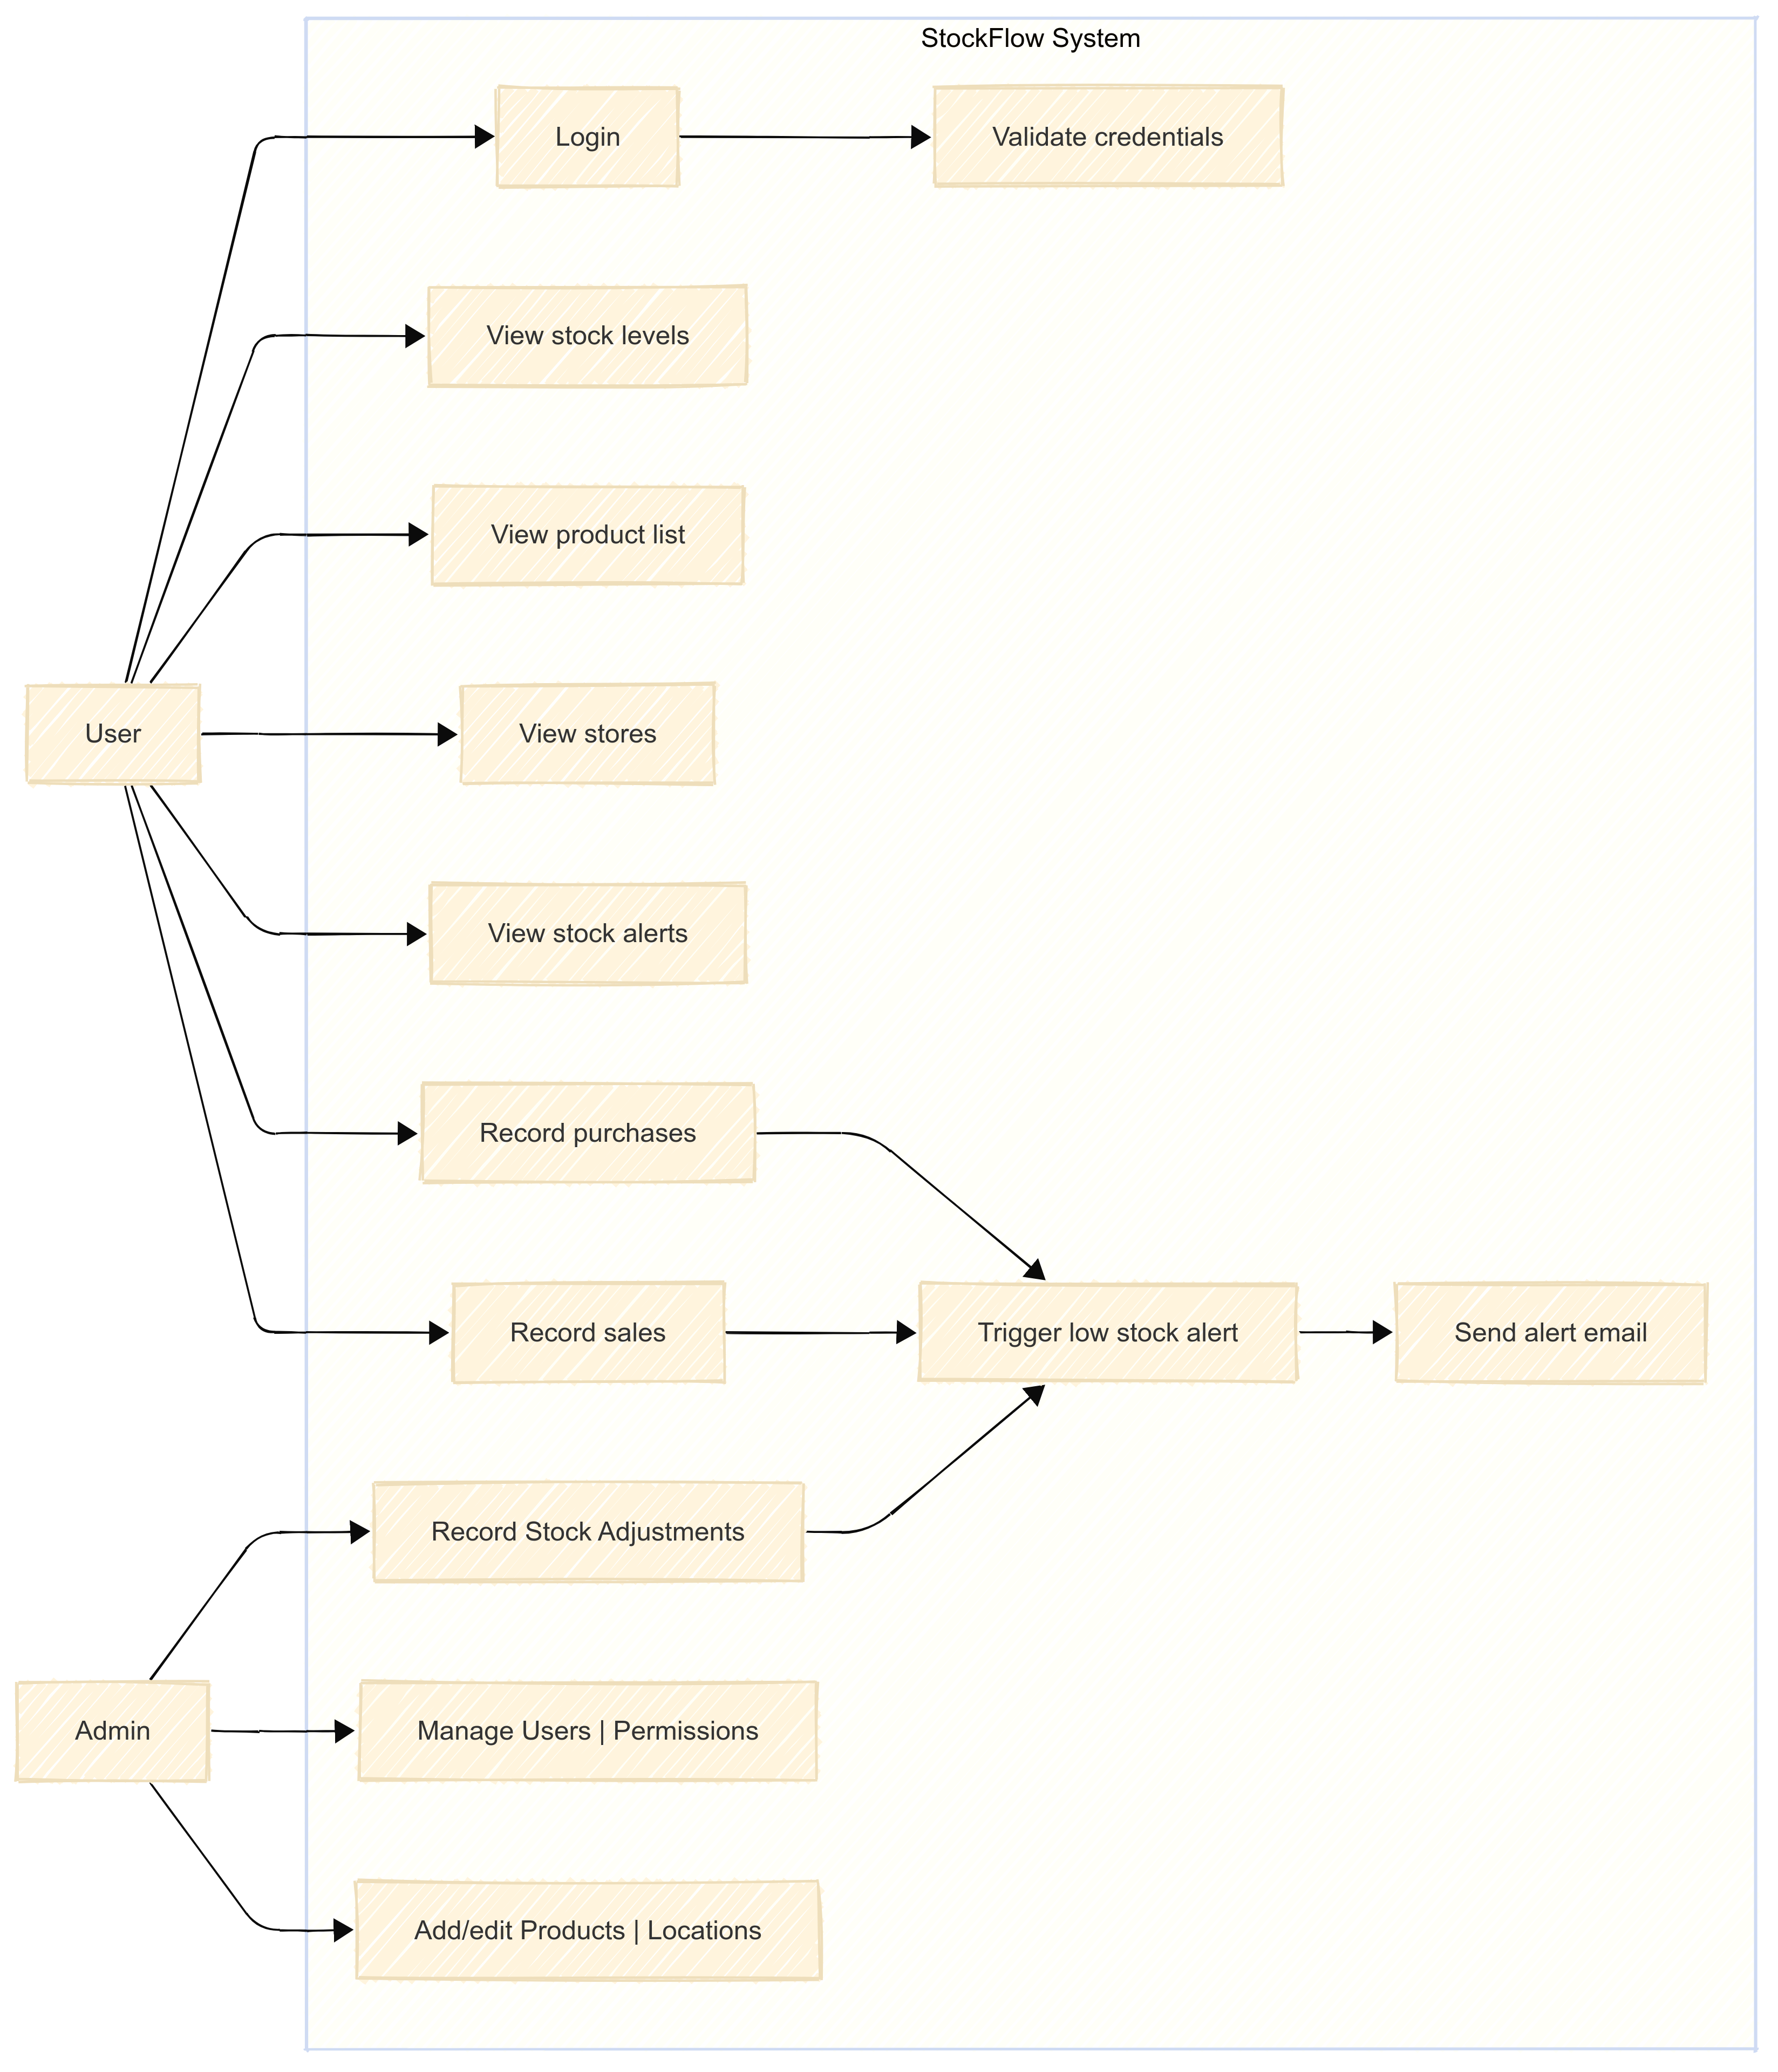 StockFlow System
Login
Validate credentials
View stock levels
View product list
User
View stores
View stock alerts
Record purchases
Record sales
Trigger low stock alert
Send alert email
Record Stock Adjustments
Admin
Manage Users | Permissions
Add/edit Products | Locations